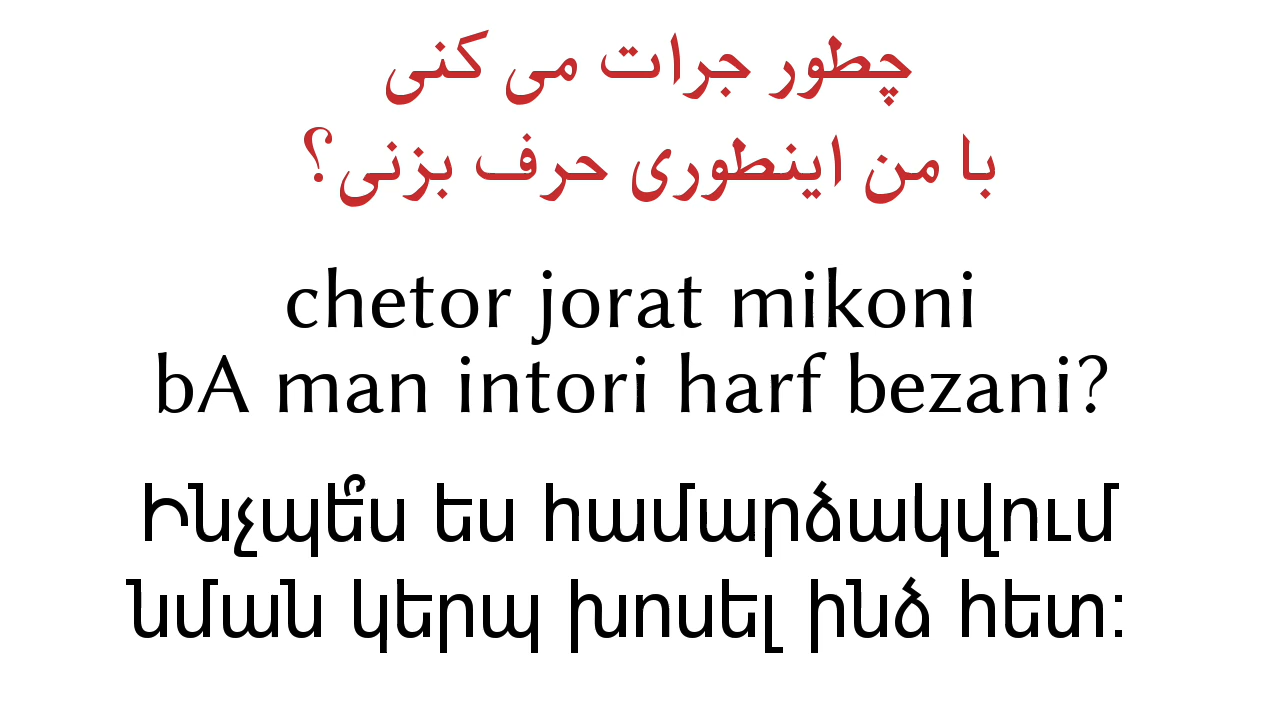 چطور جرات می کنی
با من اینطوری حرف بزنی؟
chetor jorat mikoni
bA man intori harf bezani?
Ինչպե՞ս ես համարձակվում
նման կերպ խոսել ինձ հետ: